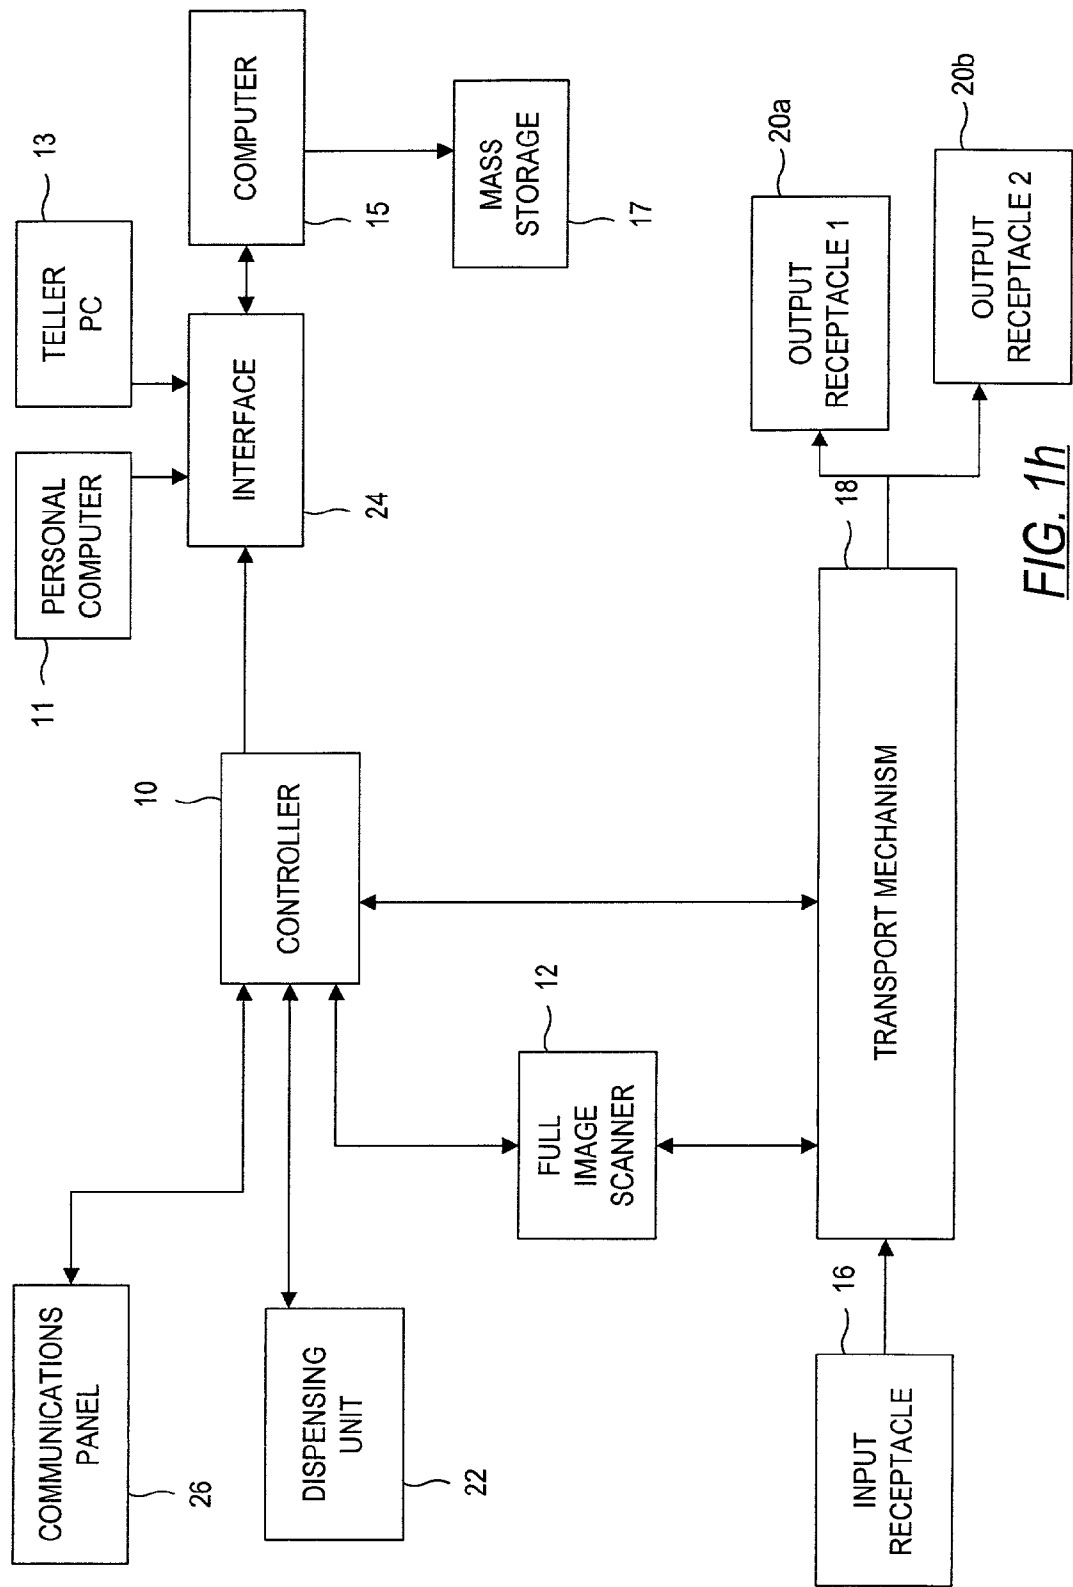 COMMUNICATIONS
PANEL
26
DISPENSING
UNIT
22
INPUT
RECEPTACLE
16
FULL
IMAGE
SCANNER
12
CONTROLLER
10
TRANSPORT MECHANISM
18
PERSONAL
COMPUTER
11
TELLER
PC
13
INTERFACE
24
COMPUTER
15
MASS
STORAGE
17
OUTPUT
RECEPTACLE 1
20a
OUTPUT
RECEPTACLE 2
20b
FIG. 1h